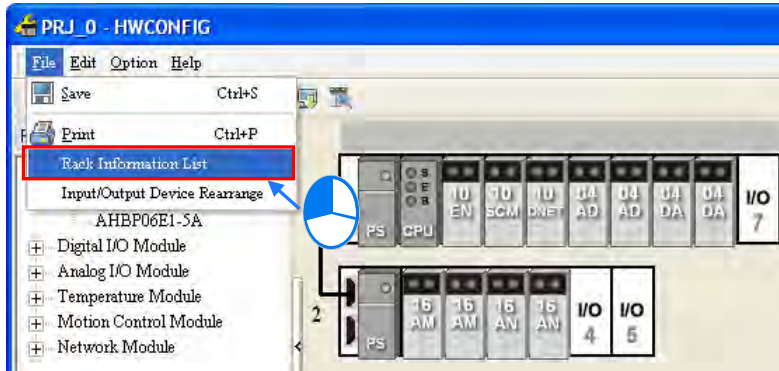 PRJ_0 - HWCONFIG
File Edit Option Help
Save Ctrl+S
Print Ctrl+P
Rack Information List
Input/Output Device Rearrange
AHBP06E1-5A
Digital I/O Module
Analog I/O Module
Temperature Module
Motion Control Module
Network Module
PS CPU 10 EN 10 SCM 10 DNET 04 AD 04 AD 04 DA 04 DA I/O 7
S
E
B
2
PS 16 AM 16 AM 16 AN 16 AN I/O 4 I/O 5